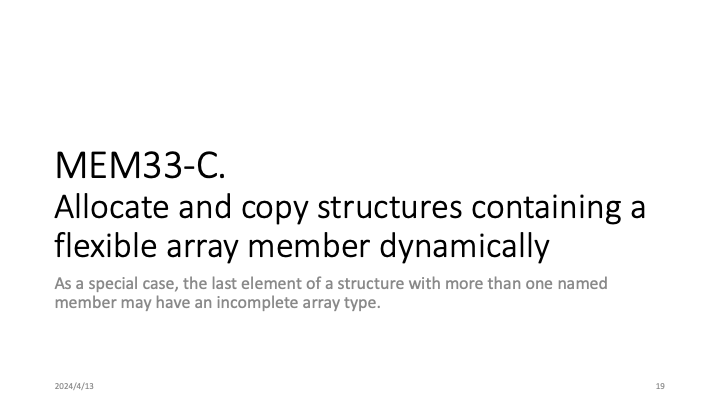 MEM33-C.
Allocate and copy structures containing a
flexible array member dynamically
As a special case, the last element of a structure with more than one named
member may have an incomplete array type.
2024/4/13
19